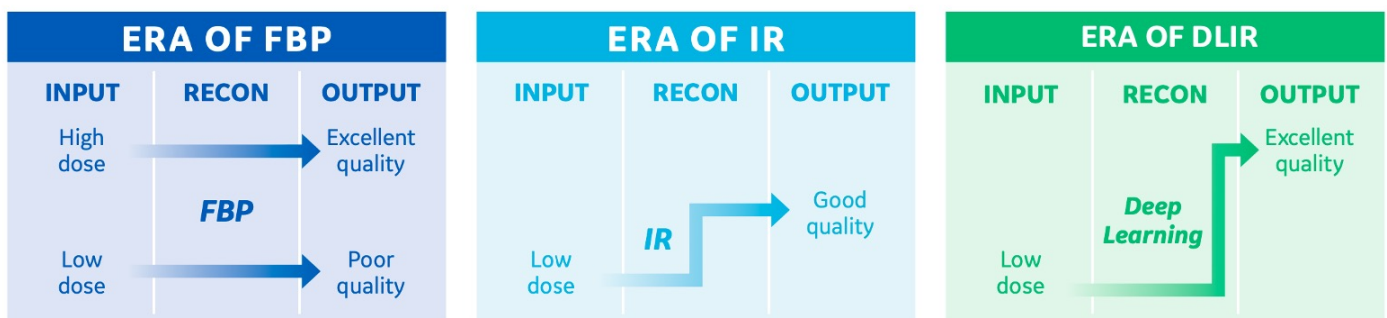 ERA OF FBP
INPUT
RECON
OUTPUT
High
dose
Excellent
quality
FBP
Low
dose
Poor
quality
ERA OF IR
INPUT
RECON
OUTPUT
Good
quality
IR
Low
dose
ERA OF DLIR
INPUT
RECON
OUTPUT
Excellent
quality
Deep
Learning
Low
dose